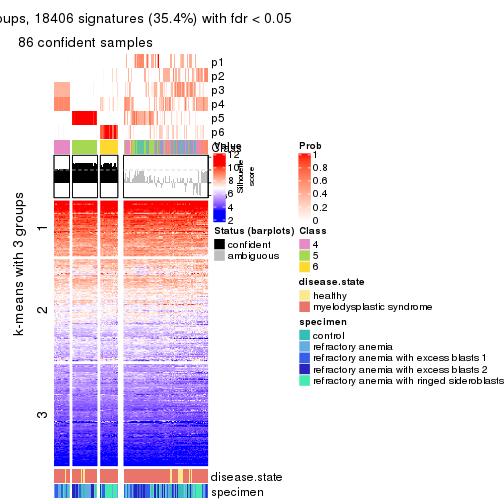 oups, 18406 signatures (35.4%) with fdr < 0.05
86 confident samples
p1
p2
p3
p4
p5
p6
Class
Value
12
10
8
6
4
2
Silhouette
score
Prob
1
0.8
0.6
0.4
0.2
0
Status (barplots)
confident
ambiguous
Class
4
5
6
disease.state
healthy
myelodysplastic syndrome
specimen
control
refractory anemia
refractory anemia with excess blasts 1
refractory anemia with excess blasts 2
refractory anemia with ringed sideroblasts
k-means with 3 groups
1
2
3
disease.state
specimen